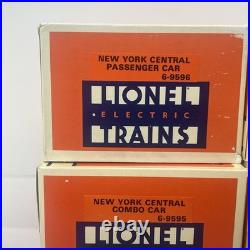 NEW YORK CENTRAL
PASSENGER CAR
6-9596
LIONEL
• ELECTRIC •
TRAINS
NEW YORK CENTRAL
COMBO CAR
6-9595
LIONEL